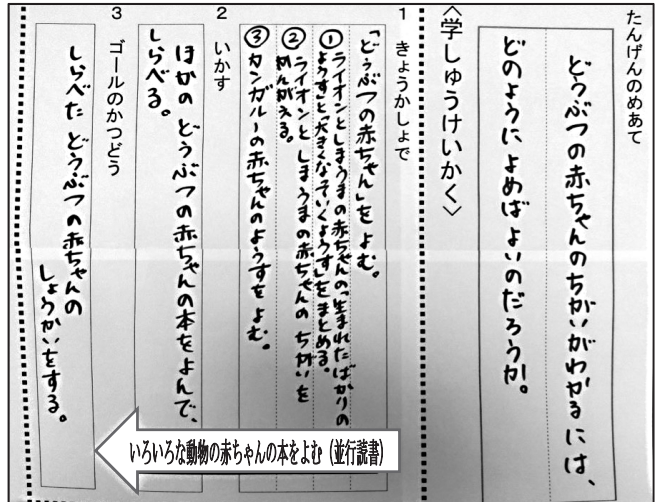 たんげんのめあて
どうぶつの赤ちゃんのちがいがわかるには、
どのようによめばよいのだろうか。
〈学しゅうけいかく〉
1 きょうかしょで
「どうぶつの赤ちゃん」をよむ。
①ライオンとしまうまの赤ちゃんの「生まれたばかりの
ようすと「大きくなっていくようす」をまとめる。
②ライオンと しまうまの赤ちゃんの ちがいを
かんがえる。
③カンガルーの赤ちゃんのようすを よむ。
2 いかす
ほかの どうぶつの赤ちゃんの本をよんで、
しらべる。
3 ゴールのかつどう
しらべた どうぶつの赤ちゃんの
しょうかいをする。
いろいろな動物の赤ちゃんの本をよむ（並行読書）